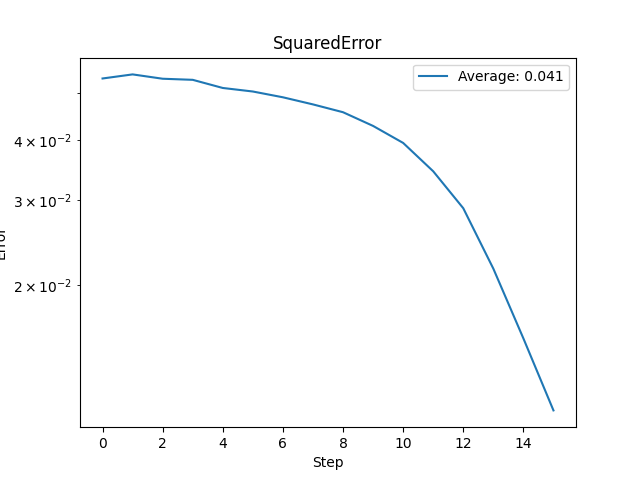 SquaredError
Average: 0.041
4 × 10⁻²
3 × 10⁻²
2 × 10⁻²
Error
0 2 4 6 8 10 12 14
Step